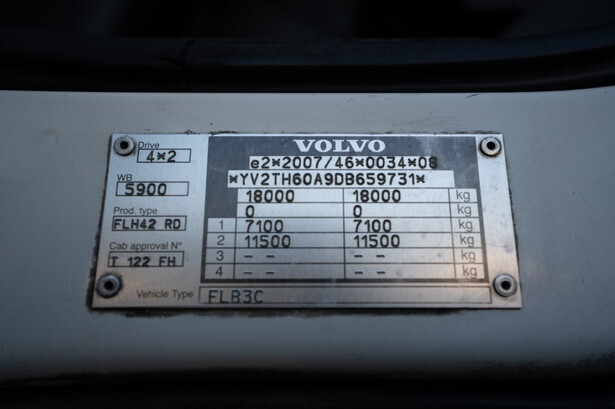 VOLVO
Drive
4*2
e2*2007/46*0034*08
WB
5900
*YV2TH60A9DB659731*
18000 18000 kg
0 0 kg
Prod. type
FLH42 RD
1 7100 7100 kg
2 11500 11500 kg
Cab approval N°
T 122 FH
3 -- -- kg
4 -- -- kg
Vehicle Type FLB3C